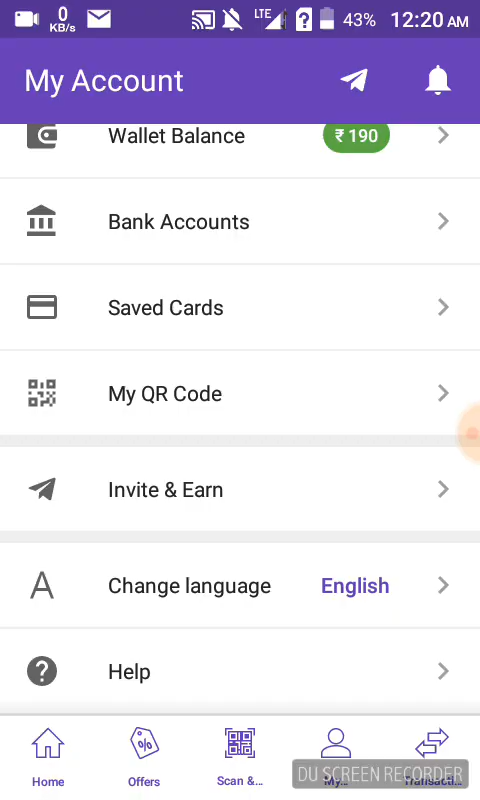 0
KB/s
LTE
43%
12:20 AM
My Account
Wallet Balance
₹ 190
Bank Accounts
Saved Cards
My QR Code
Invite & Earn
Change language
English
Help
Home
Offers
Scan &...
My...
Transacti...
DU SCREEN RECORDER